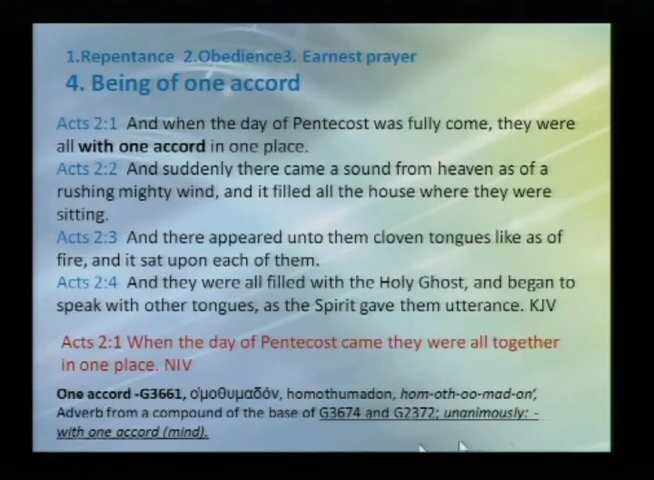 1.Repentance 2.Obedience3. Earnest prayer
4. Being of one accord
Acts 2:1 And when the day of Pentecost was fully come, they were
all with one accord in one place.
Acts 2:2 And suddenly there came a sound from heaven as of a
rushing mighty wind, and it filled all the house where they were
sitting.
Acts 2:3 And there appeared unto them cloven tongues like as of
fire, and it sat upon each of them.
Acts 2:4 And they were all filled with the Holy Ghost, and began to
speak with other tongues, as the Spirit gave them utterance. KJV
Acts 2:1 When the day of Pentecost came they were all together
in one place. NIV
One accord -G3661, ὁμοθυμαδόν, homothumadon, hom-oth-oo-mad-on',
Adverb from a compound of the base of G3674 and G2372; unanimously: -
with one accord (mind).